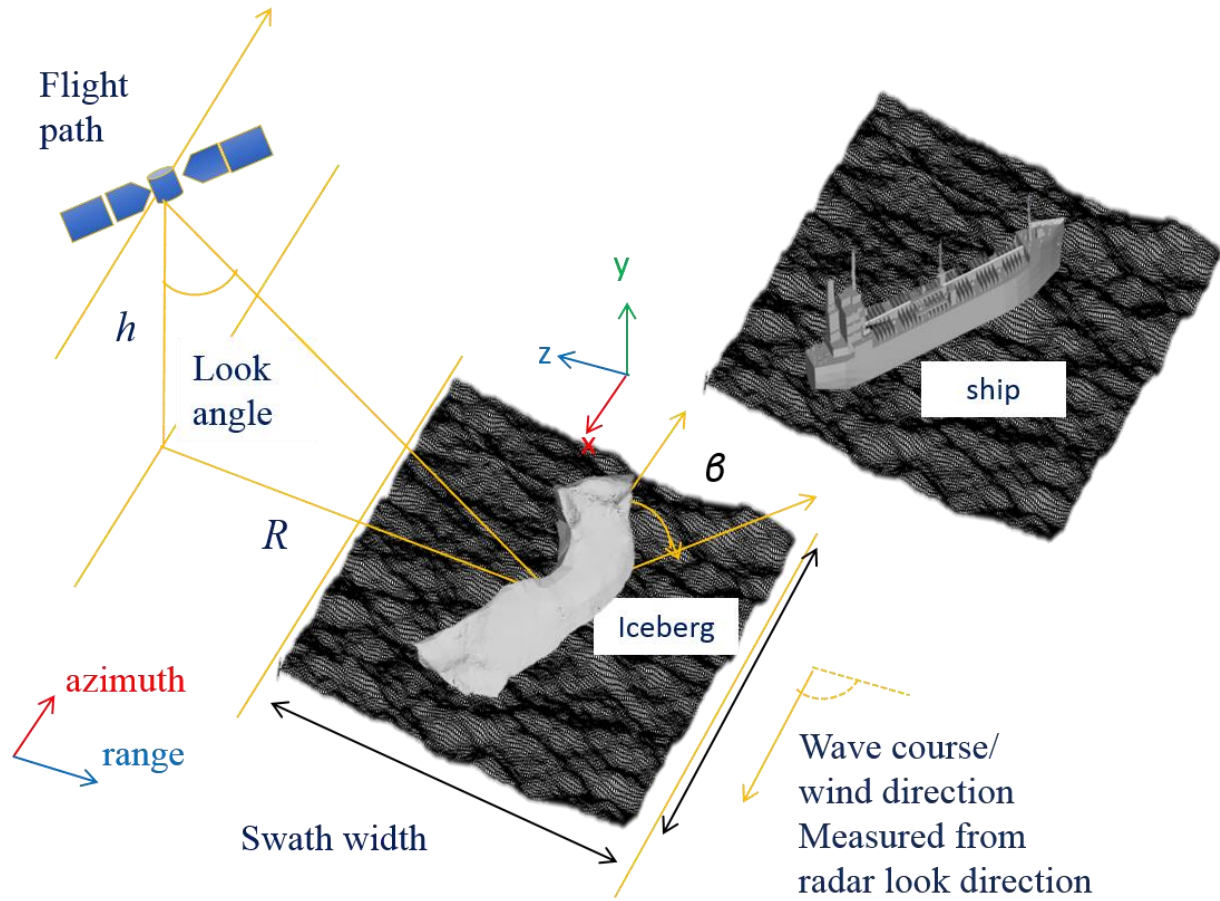 Flight
path
h
Look
angle
R
y
z
x
β
ship
Iceberg
azimuth
range
Swath width
Wave course/
wind direction
Measured from
radar look direction